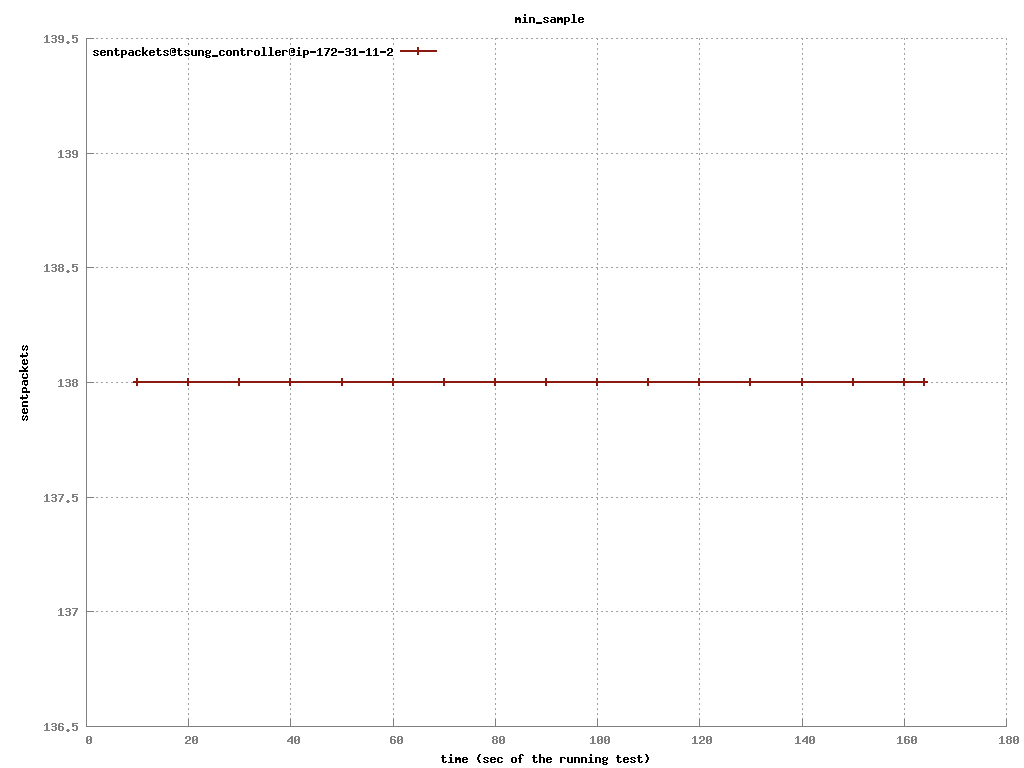 min_sample
139.5
sentpackets@tsung_controller@ip-172-31-11-2
139
138.5
sentpackets
138
137.5
137
136.5
0 20 40 60 80 100 120 140 160 180
time (sec of the running test)